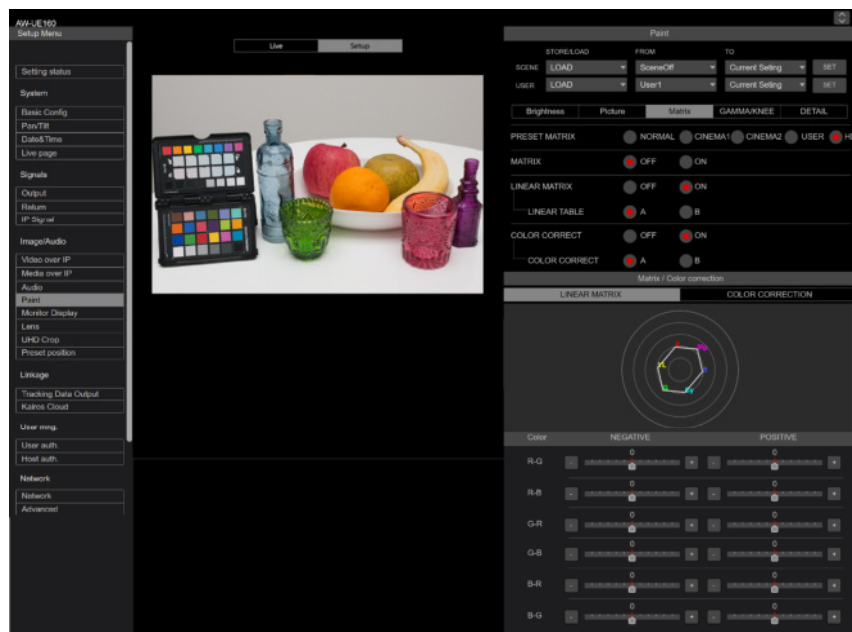 AW-UE160
Setup Menu
Live
Setup
Setting status
System
Basic Config
Pan/Tilt
Date&Time
Live page
Signals
Output
Return
IP Signal
Image/Audio
Video over IP
Media over IP
Audio
Paint
Monitor Display
Lens
UHD Crop
Preset position
Linkage
Tracking Data Output
Kairos Cloud
User mng.
User auth.
Host auth.
Network
Network
Advanced
Paint
STORE/LOAD FROM TO
SCENE LOAD SceneOff Current Setting SET
USER LOAD User1 Current Setting SET
Brightness Picture Matrix GAMMA/KNEE DETAIL
PRESET MATRIX NORMAL CINEMA1 CINEMA2 USER
MATRIX OFF ON
LINEAR MATRIX OFF ON
LINEAR TABLE A B
COLOR CORRECT OFF ON
COLOR CORRECT A B
Matrix / Color correction
LINEAR MATRIX COLOR CORRECTION
Color NEGATIVE POSITIVE
R-G - 0 + - 0 +
R-B - 0 + - 0 +
G-R - 0 + - 0 +
G-B - 0 + - 0 +
B-R - 0 + - 0 +
B-G - 0 + - 0 +